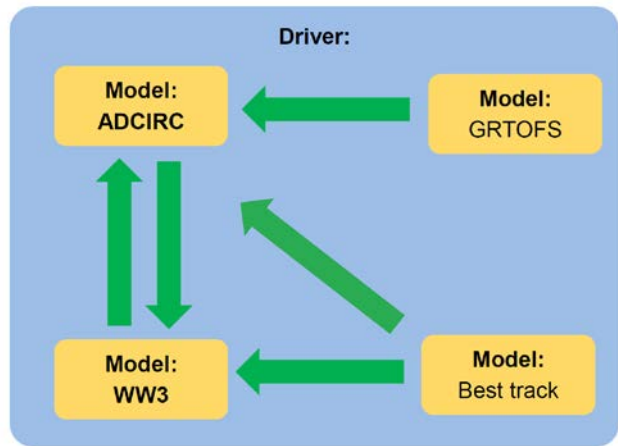 Driver:
Model:
ADCIRC
Model:
GRTOFS
Model:
WW3
Model:
Best track